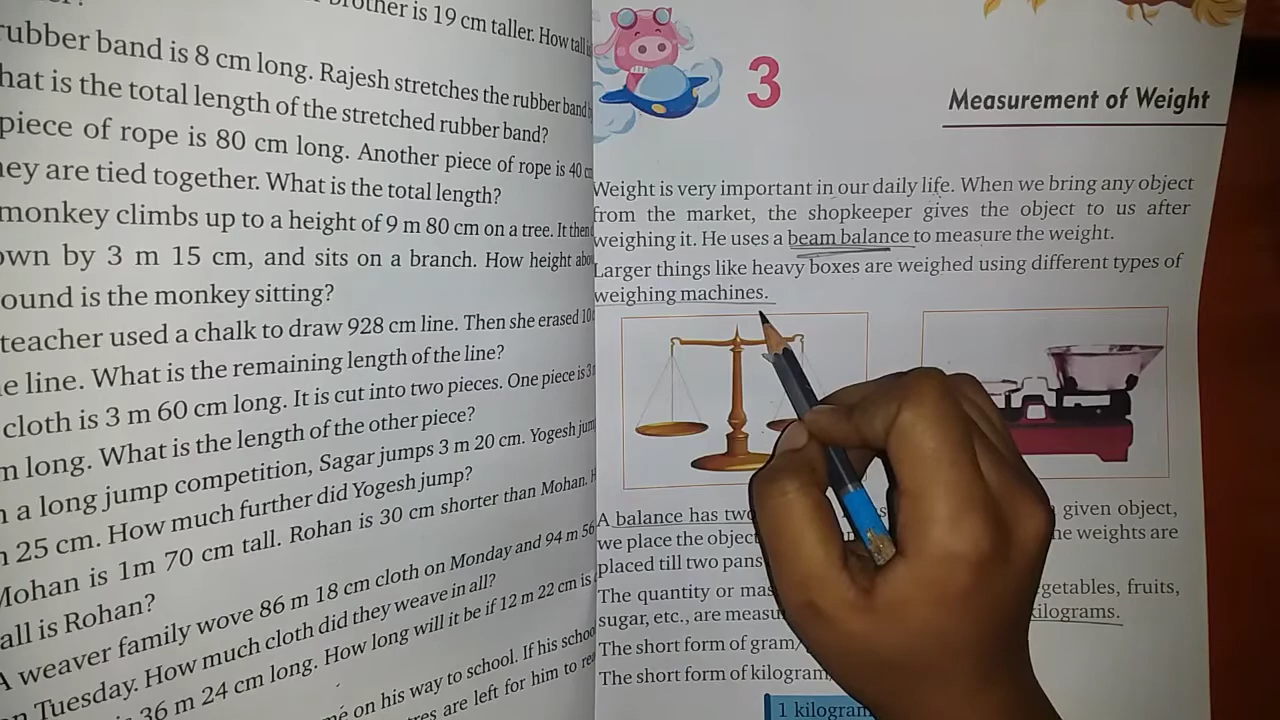 brother is 19 cm taller. How tall
rubber band is 8 cm long. Rajesh stretches the rubber band
hat is the total length of the stretched rubber band?
piece of rope is 80 cm long. Another piece of rope is 40 c
hey are tied together. What is the total length?
monkey climbs up to a height of 9 m 80 cm on a tree. It then
own by 3 m 15 cm, and sits on a branch. How height abo
ound is the monkey sitting?
teacher used a chalk to draw 928 cm line. Then she erased 10
e line. What is the remaining length of the line?
cloth is 3 m 60 cm long. It is cut into two pieces. One piece is 3
m long. What is the length of the other piece?
n a long jump competition, Sagar jumps 3 m 20 cm. Yogesh jum
25 cm. How much further did Yogesh jump?
Mohan is 1m 70 cm tall. Rohan is 30 cm shorter than Mohan. H
all is Rohan?
A weaver family wove 86 m 18 cm cloth on Monday and 94 m 56
on Tuesday. How much cloth did they weave in all?
36 m 24 cm long. How long will it be if 12 m 22 cm is
on his way to school. If his schoo
res are left for him to re
3
Measurement of Weight
Weight is very important in our daily life. When we bring any object
from the market, the shopkeeper gives the object to us after
weighing it. He uses a beam balance to measure the weight.
Larger things like heavy boxes are weighed using different types of
weighing machines.
A balance has two given object,
we place the object he weights are
placed till two pans
The quantity or mas getables, fruits,
sugar, etc., are measu kilograms.
The short form of gram/
The short form of kilogram
1 kilogram